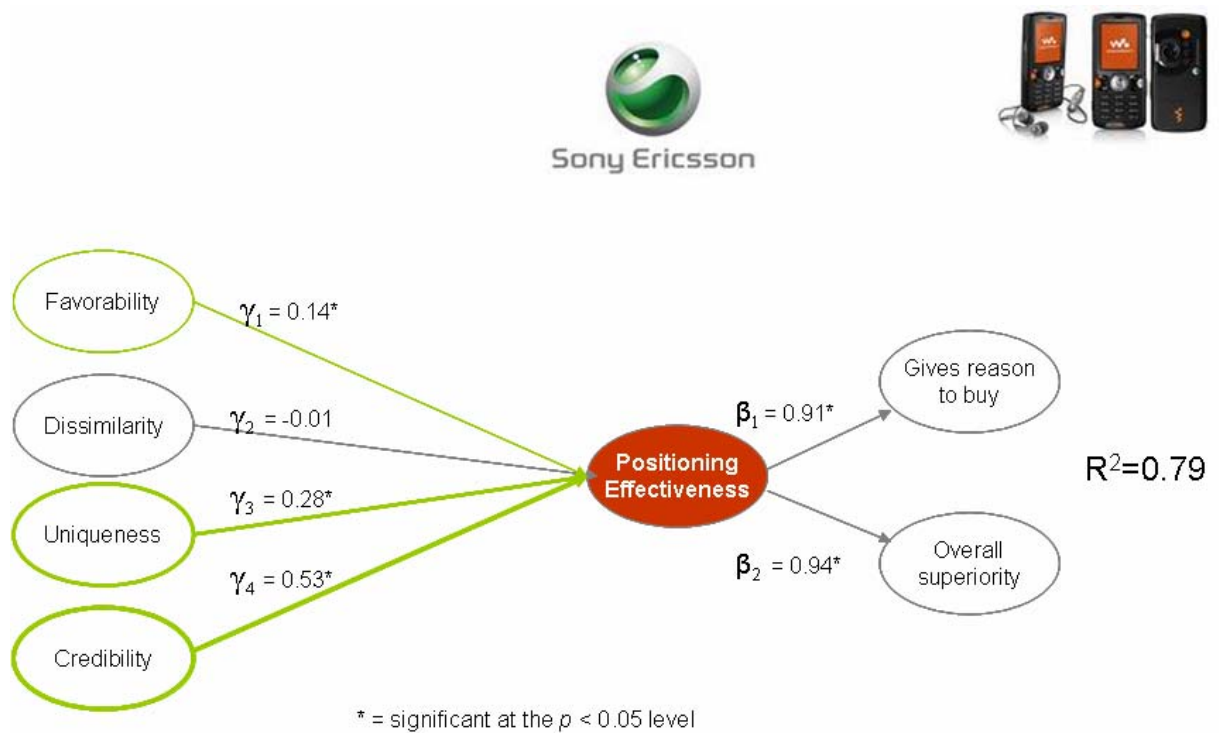 Sony Ericsson
Favorability
γ₁ = 0.14*
Dissimilarity
γ₂ = -0.01
Uniqueness
γ₃ = 0.28*
Credibility
γ₄ = 0.53*
Positioning
Effectiveness
β₁ = 0.91*
Gives reason
to buy
β₂ = 0.94*
Overall
superiority
R²=0.79
* = significant at the p < 0.05 level